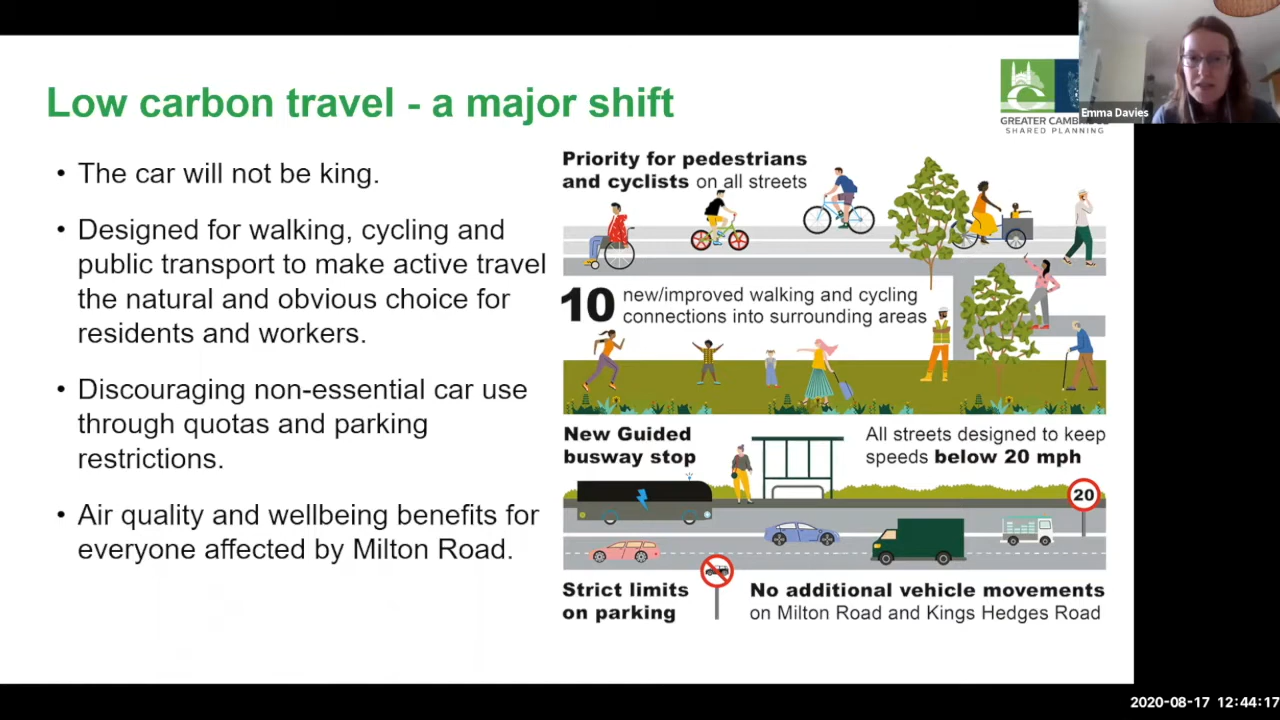 Low carbon travel - a major shift
GREATER CAMB
SHARED PLANNING
Emma Davies
• The car will not be king.
• Designed for walking, cycling and
public transport to make active travel
the natural and obvious choice for
residents and workers.
• Discouraging non-essential car use
through quotas and parking
restrictions.
• Air quality and wellbeing benefits for
everyone affected by Milton Road.
Priority for pedestrians
and cyclists on all streets
10 new/improved walking and cycling
connections into surrounding areas
New Guided
busway stop
All streets designed to keep
speeds below 20 mph
20
Strict limits
on parking
No additional vehicle movements
on Milton Road and Kings Hedges Road
2020-08-17 12:44:17